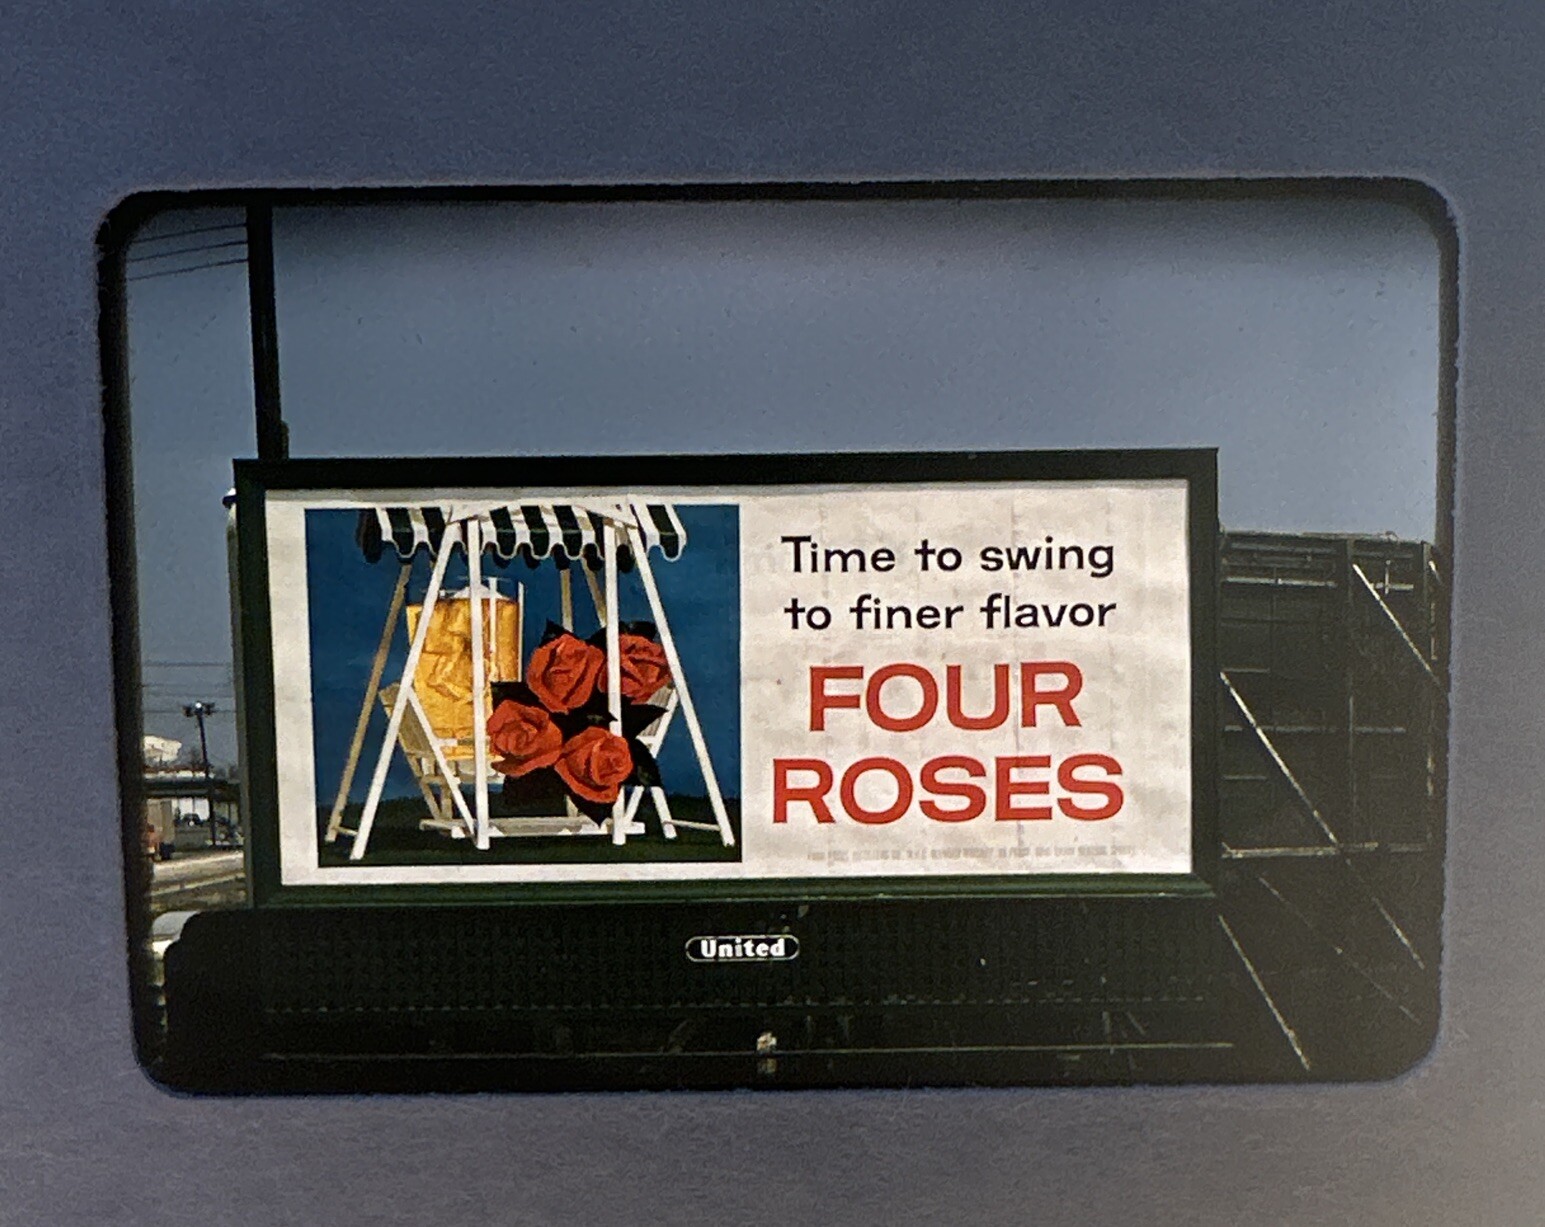 Time to swing
to finer flavor
FOUR
ROSES
United